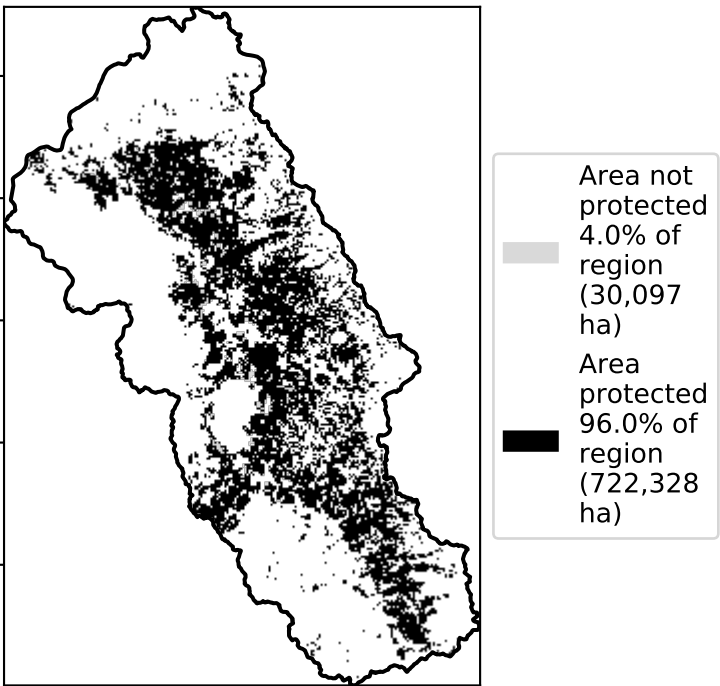 Area not
protected
4.0% of
region
(30,097
ha)
Area
protected
96.0% of
region
(722,328
ha)